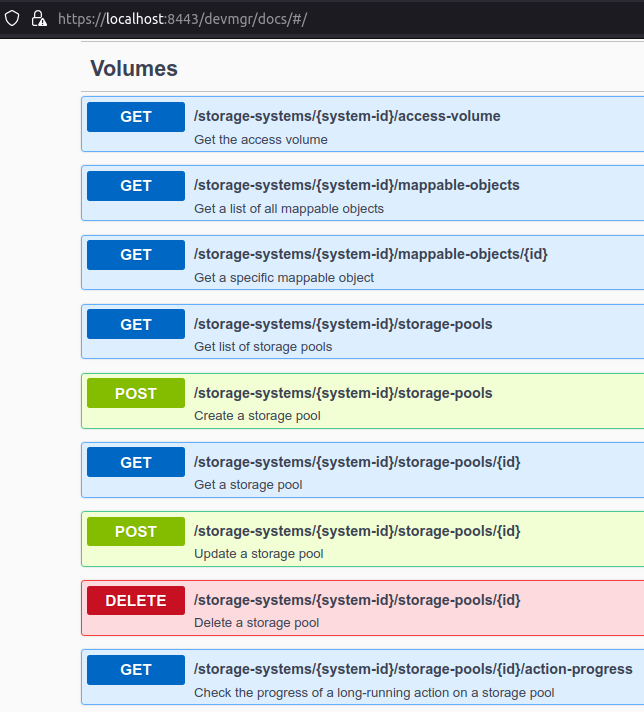 https://localhost:8443/devmgr/docs/#/
Volumes
GET /storage-systems/{system-id}/access-volume
Get the access volume
GET /storage-systems/{system-id}/mappable-objects
Get a list of all mappable objects
GET /storage-systems/{system-id}/mappable-objects/{id}
Get a specific mappable object
GET /storage-systems/{system-id}/storage-pools
Get list of storage pools
POST /storage-systems/{system-id}/storage-pools
Create a storage pool
GET /storage-systems/{system-id}/storage-pools/{id}
Get a storage pool
POST /storage-systems/{system-id}/storage-pools/{id}
Update a storage pool
DELETE /storage-systems/{system-id}/storage-pools/{id}
Delete a storage pool
GET /storage-systems/{system-id}/storage-pools/{id}/action-progress
Check the progress of a long-running action on a storage pool